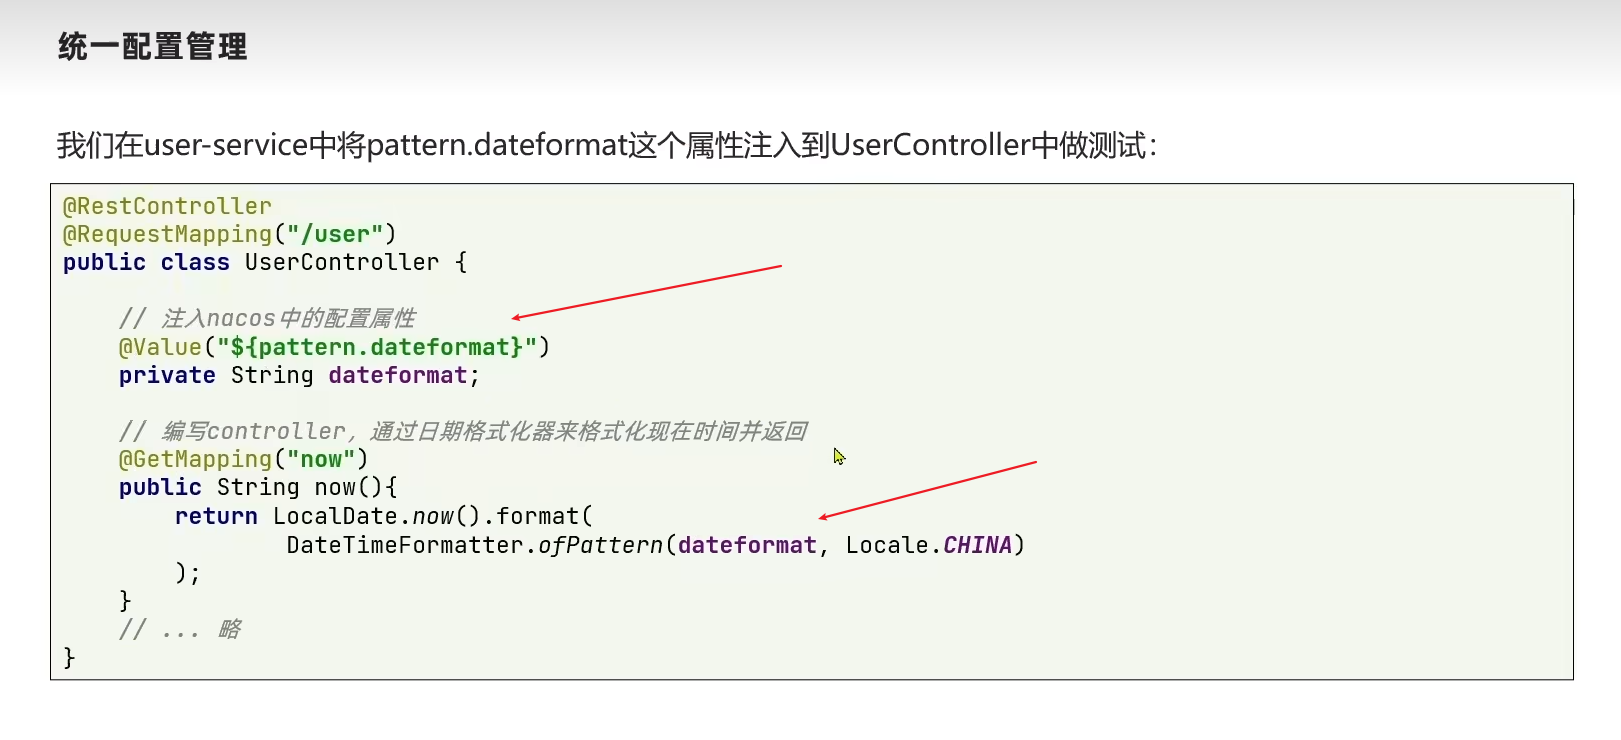 统一配置管理
我们在user-service中将pattern.dateformat这个属性注入到UserController中做测试：
@RestController
@RequestMapping("/user")
public class UserController {
// 注入nacos中的配置属性
@Value("${pattern.dateformat}")
private String dateformat;
// 编写controller，通过日期格式化器来格式化现在时间并返回
@GetMapping("now")
public String now(){
return LocalDate.now().format(
DateTimeFormatter.ofPattern(dateformat, Locale.CHINA)
);
}
// ... 略
}